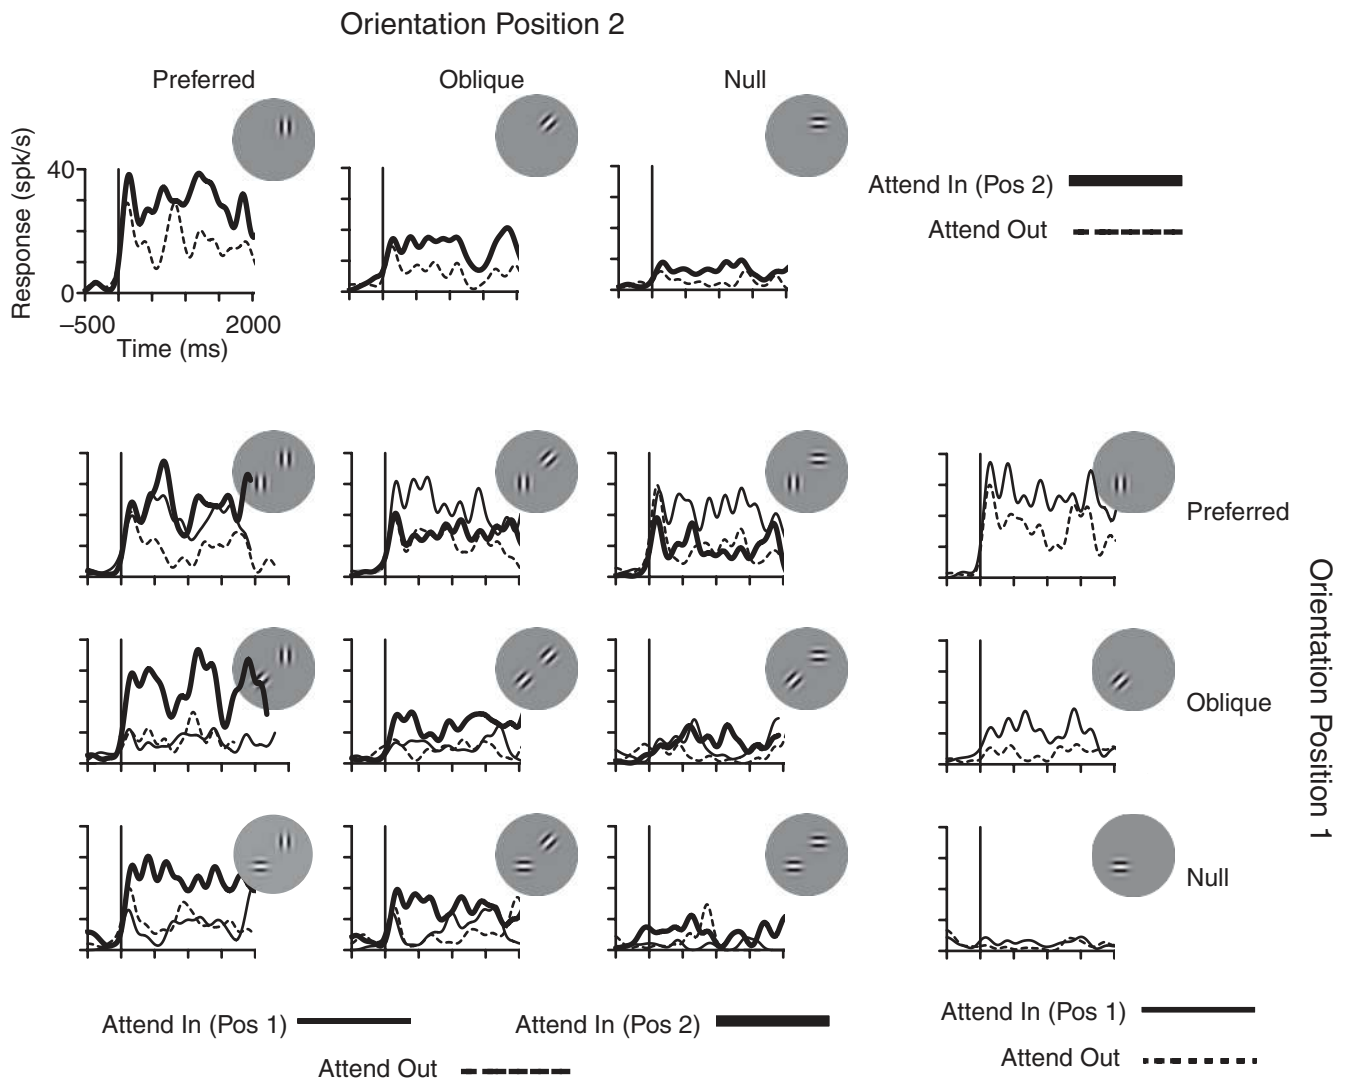 Orientation Position 2
Preferred
Oblique
Null
Response (spk/s)
40
0
–500
2000
Time (ms)
Attend In (Pos 2)
Attend Out
Preferred
Oblique
Null
Orientation Position 1
Attend In (Pos 1)
Attend In (Pos 2)
Attend Out
Attend In (Pos 1)
Attend Out